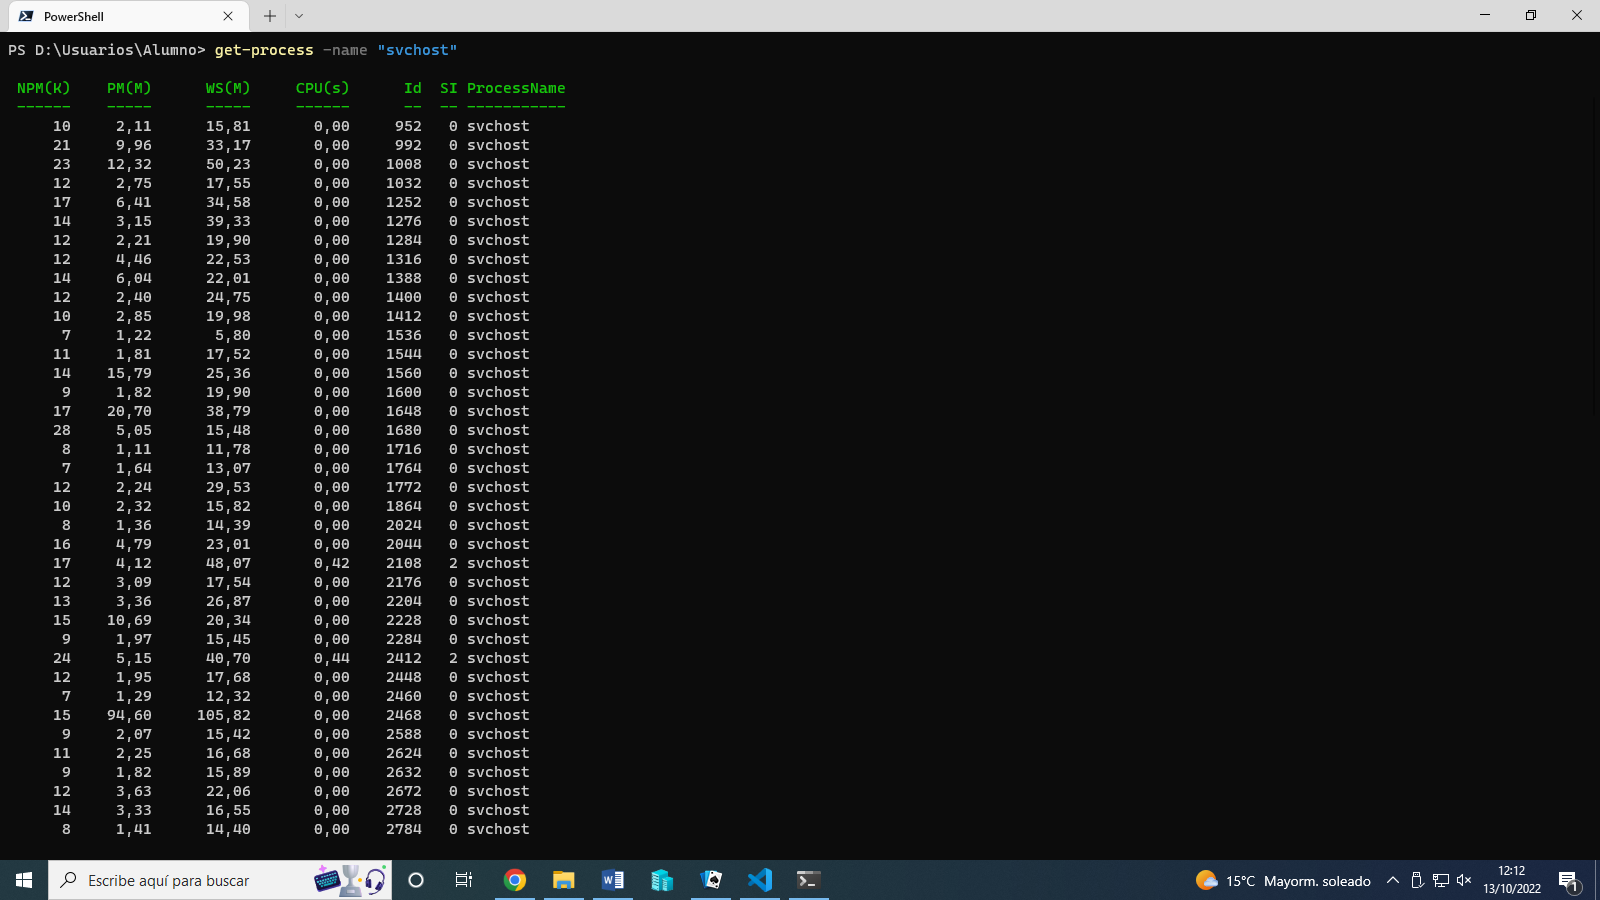 PowerShell
PS D:\Usuarios\Alumno> get-process -name "svchost"
NPM(K) PM(M) WS(M) CPU(s) Id SI ProcessName
------ ----- ----- ------ -- -- -----------
10 2,11 15,81 0,00 952 0 svchost
21 9,96 33,17 0,00 992 0 svchost
23 12,32 50,23 0,00 1008 0 svchost
12 2,75 17,55 0,00 1032 0 svchost
17 6,41 34,58 0,00 1252 0 svchost
14 3,15 39,33 0,00 1276 0 svchost
12 2,21 19,90 0,00 1284 0 svchost
12 4,46 22,53 0,00 1316 0 svchost
14 6,04 22,01 0,00 1388 0 svchost
12 2,40 24,75 0,00 1400 0 svchost
10 2,85 19,98 0,00 1412 0 svchost
7 1,22 5,80 0,00 1536 0 svchost
11 1,81 17,52 0,00 1544 0 svchost
14 15,79 25,36 0,00 1560 0 svchost
9 1,82 19,90 0,00 1600 0 svchost
17 20,70 38,79 0,00 1648 0 svchost
28 5,05 15,48 0,00 1680 0 svchost
8 1,11 11,78 0,00 1716 0 svchost
7 1,64 13,07 0,00 1764 0 svchost
12 2,24 29,53 0,00 1772 0 svchost
10 2,32 15,82 0,00 1864 0 svchost
8 1,36 14,39 0,00 2024 0 svchost
16 4,79 23,01 0,00 2044 0 svchost
17 4,12 48,07 0,42 2108 2 svchost
12 3,09 17,54 0,00 2176 0 svchost
13 3,36 26,87 0,00 2204 0 svchost
15 10,69 20,34 0,00 2228 0 svchost
9 1,97 15,45 0,00 2284 0 svchost
24 5,15 40,70 0,44 2412 2 svchost
12 1,95 17,68 0,00 2448 0 svchost
7 1,29 12,32 0,00 2460 0 svchost
15 94,60 105,82 0,00 2468 0 svchost
9 2,07 15,42 0,00 2588 0 svchost
11 2,25 16,68 0,00 2624 0 svchost
9 1,82 15,89 0,00 2632 0 svchost
12 3,63 22,06 0,00 2672 0 svchost
14 3,33 16,55 0,00 2728 0 svchost
8 1,41 14,40 0,00 2784 0 svchost
Escribe aquí para buscar
15°C Mayorm. soleado
12:12
13/10/2022
1